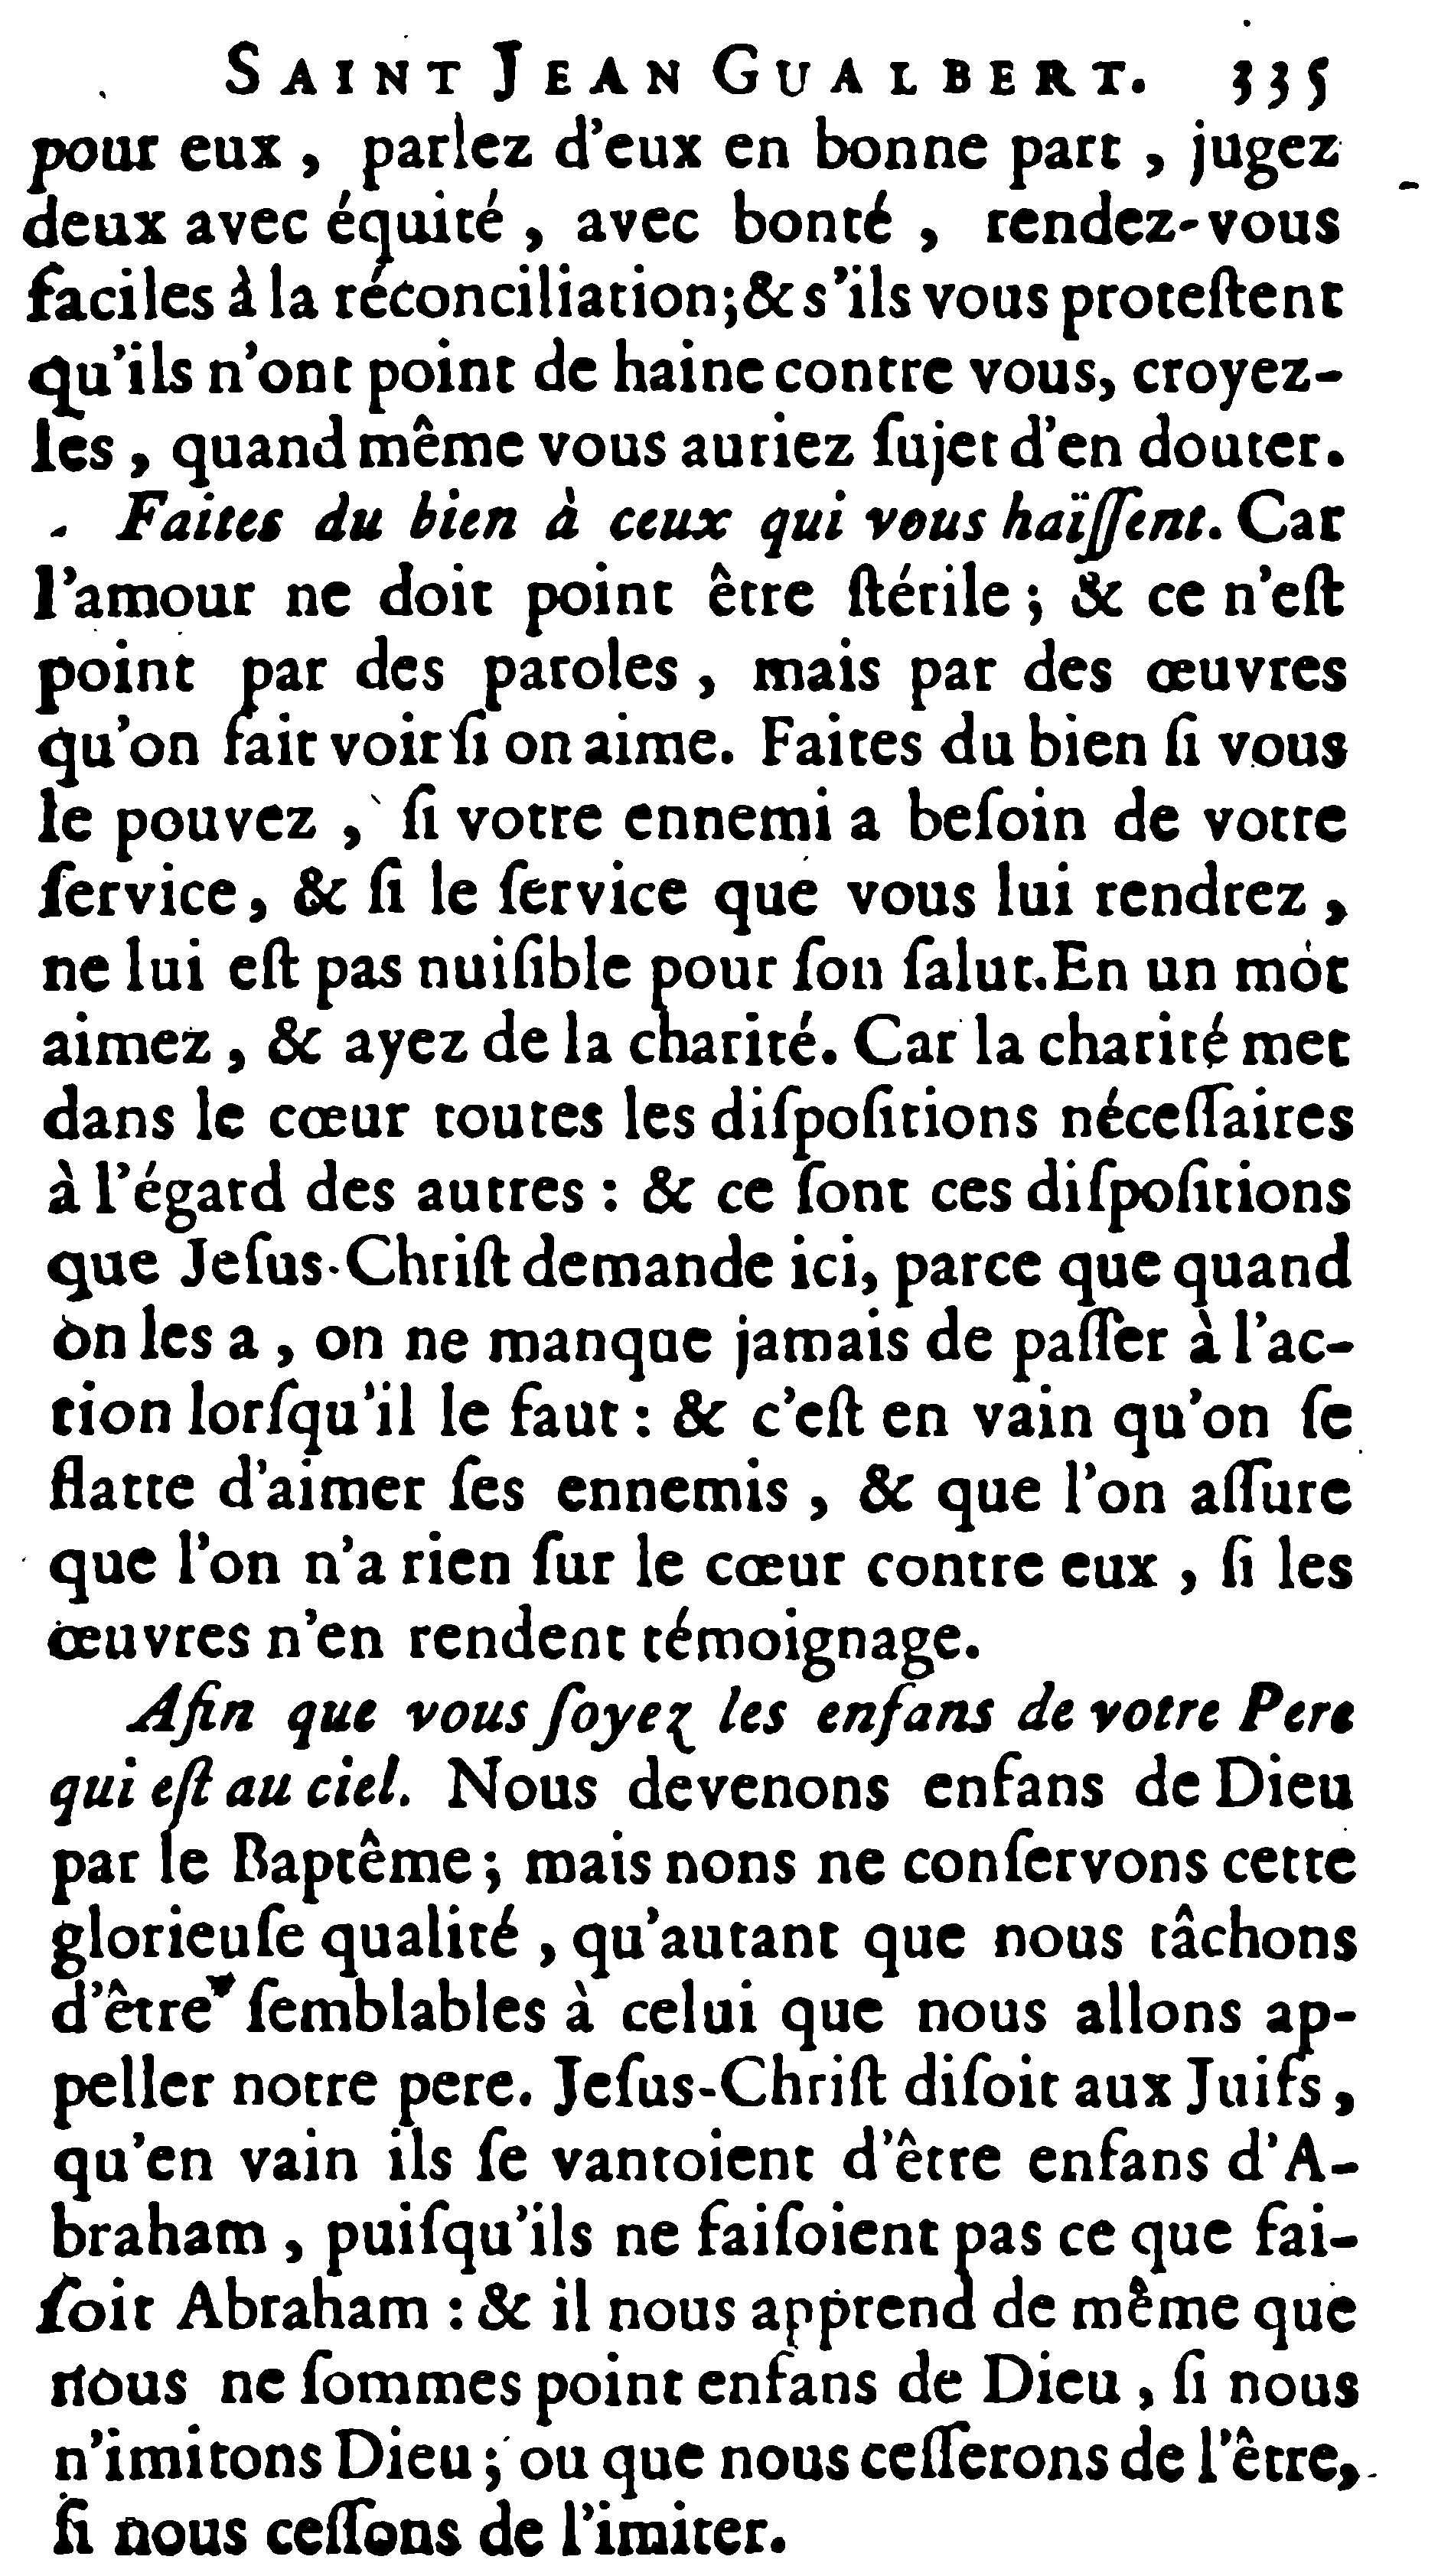 SAINT JEAN GUALBERT. 335
pour eux, parlez d'eux en bonne part, jugez
deux avec équité, avec bonté, rendez-vous
faciles à la réconciliation; & s'ils vous proteſtent
qu'ils n'ont point de haine contre vous, croyez-
les, quand même vous auriez ſujet d'en douter.
Faites du bien à ceux qui vous haïſſent. Car
l'amour ne doit point être ſtérile; & ce n'eſt
point par des paroles, mais par des œuvres
qu'on fait voir ſi on aime. Faites du bien ſi vous
le pouvez, ſi votre ennemi a beſoin de votre
ſervice, & ſi le ſervice que vous lui rendrez,
ne lui eſt pas nuiſible pour ſon ſalut. En un mot
aimez, & ayez de la charité. Car la charité met
dans le cœur toutes les diſpoſitions néceſſaires
à l'égard des autres: & ce ſont ces diſpoſitions
que Jeſus-Chriſt demande ici, parce que quand
on les a, on ne manque jamais de paſſer à l'ac-
tion lorſqu'il le faut: & c'eſt en vain qu'on ſe
flatte d'aimer ſes ennemis, & que l'on aſſure
que l'on n'a rien ſur le cœur contre eux, ſi les
œuvres n'en rendent témoignage.
Afin que vous ſoyez les enfans de votre Pere
qui eſt au ciel. Nous devenons enfans de Dieu
par le Baptême; mais nons ne conſervons cette
glorieuſe qualité, qu'autant que nous tâchons
d'être ſemblables à celui que nous allons ap-
peller notre pere. Jeſus-Chriſt diſoit aux Juifs,
qu'en vain ils ſe vantoient d'être enfans d'A-
braham, puiſqu'ils ne faiſoient pas ce que fai-
ſoit Abraham: & il nous apprend de même que
nous ne ſommes point enfans de Dieu, ſi nous
n'imitons Dieu; ou que nous ceſſerons de l'être,
ſi nous ceſſons de l'imiter.